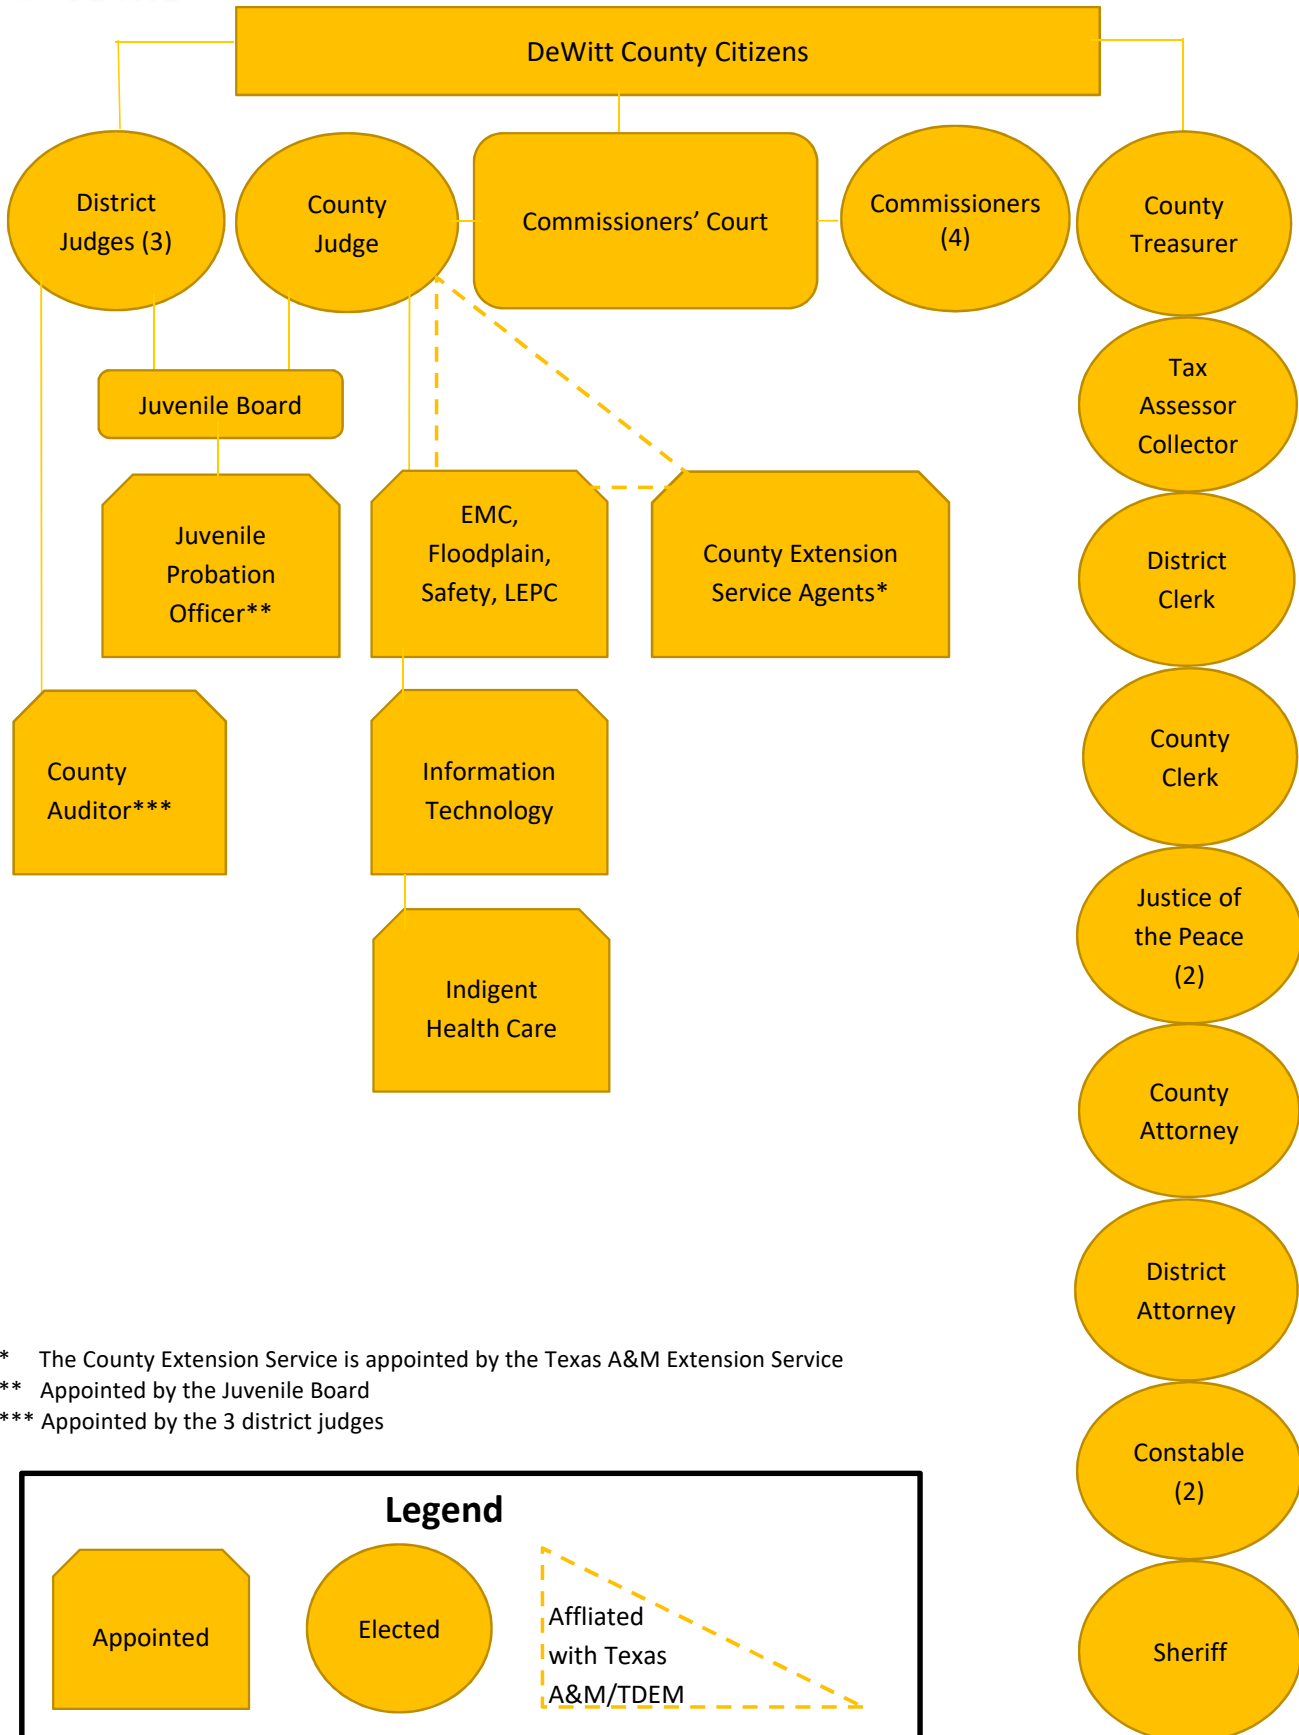 DeWitt County Citizens
District
Judges (3)
County
Judge
Commissioners’ Court
Commissioners
(4)
County
Treasurer
Juvenile Board
Tax
Assessor
Collector
Juvenile
Probation
Officer**
EMC,
Floodplain,
Safety, LEPC
County Extension
Service Agents*
District
Clerk
County
Auditor***
Information
Technology
County
Clerk
Indigent
Health Care
Justice of
the Peace
(2)
County
Attorney
District
Attorney
* The County Extension Service is appointed by the Texas A&M Extension Service
** Appointed by the Juvenile Board
*** Appointed by the 3 district judges
Constable
(2)
Legend
Appointed
Elected
Affliated
with Texas
A&M/TDEM
Sheriff